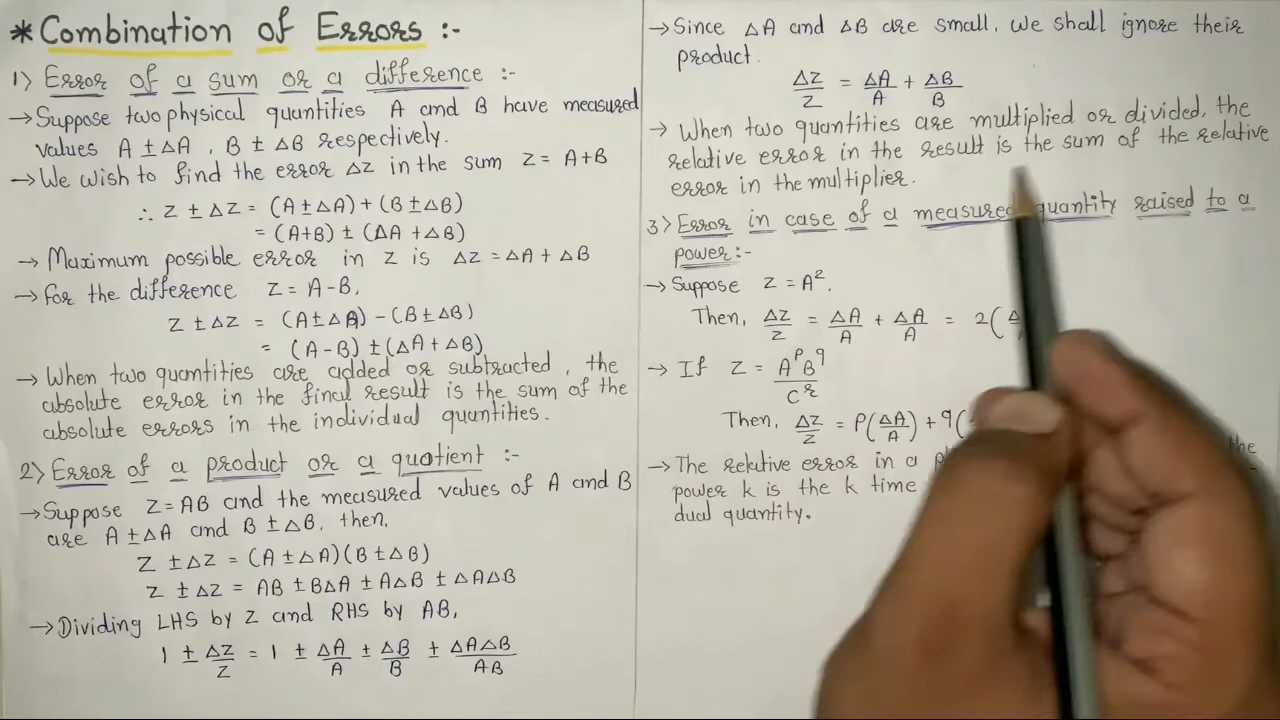 * Combination of Errors :-
1) Error of a sum or a difference :-
→ Suppose two physical quantities A and B have measured
values A ± ΔA , B ± ΔB respectively.
→ We wish to find the error ΔZ in the sum Z = A+B
∴ Z ± ΔZ = (A ± ΔA) + (B ± ΔB)
= (A+B) ± (ΔA + ΔB)
→ Maximum possible error in Z is ΔZ = ΔA + ΔB
→ for the difference Z = A - B,
Z ± ΔZ = (A ± ΔA) - (B ± ΔB)
= (A - B) ± (ΔA + ΔB)
→ When two quantities are added or subtracted, the
absolute error in the final result is the sum of the
absolute errors in the individual quantities.
2) Error of a product or a quotient :-
→ Suppose Z = AB and the measured values of A and B
are A ± ΔA and B ± ΔB, then,
Z ± ΔZ = (A ± ΔA)(B ± ΔB)
Z ± ΔZ = AB ± BΔA ± AΔB ± ΔAΔB
→ Dividing LHS by Z and RHS by AB,
1 ± ΔZ/Z = 1 ± ΔA/A ± ΔB/B ± ΔAΔB/AB
→ Since ΔA and ΔB are small, we shall ignore their
product.
ΔZ/Z = ΔA/A + ΔB/B
→ When two quantities are multiplied or divided, the
relative error in the result is the sum of the relative
error in the multiplier.
3) Error in case of a measured quantity raised to a
power :-
→ Suppose Z = A²,
Then, ΔZ/Z = ΔA/A + ΔA/A = 2(
→ If Z = A^p B^q / C^r
Then, ΔZ/Z = P(ΔA/A) + q(
→ The relative error in a the
power k is the k time
dual quantity.